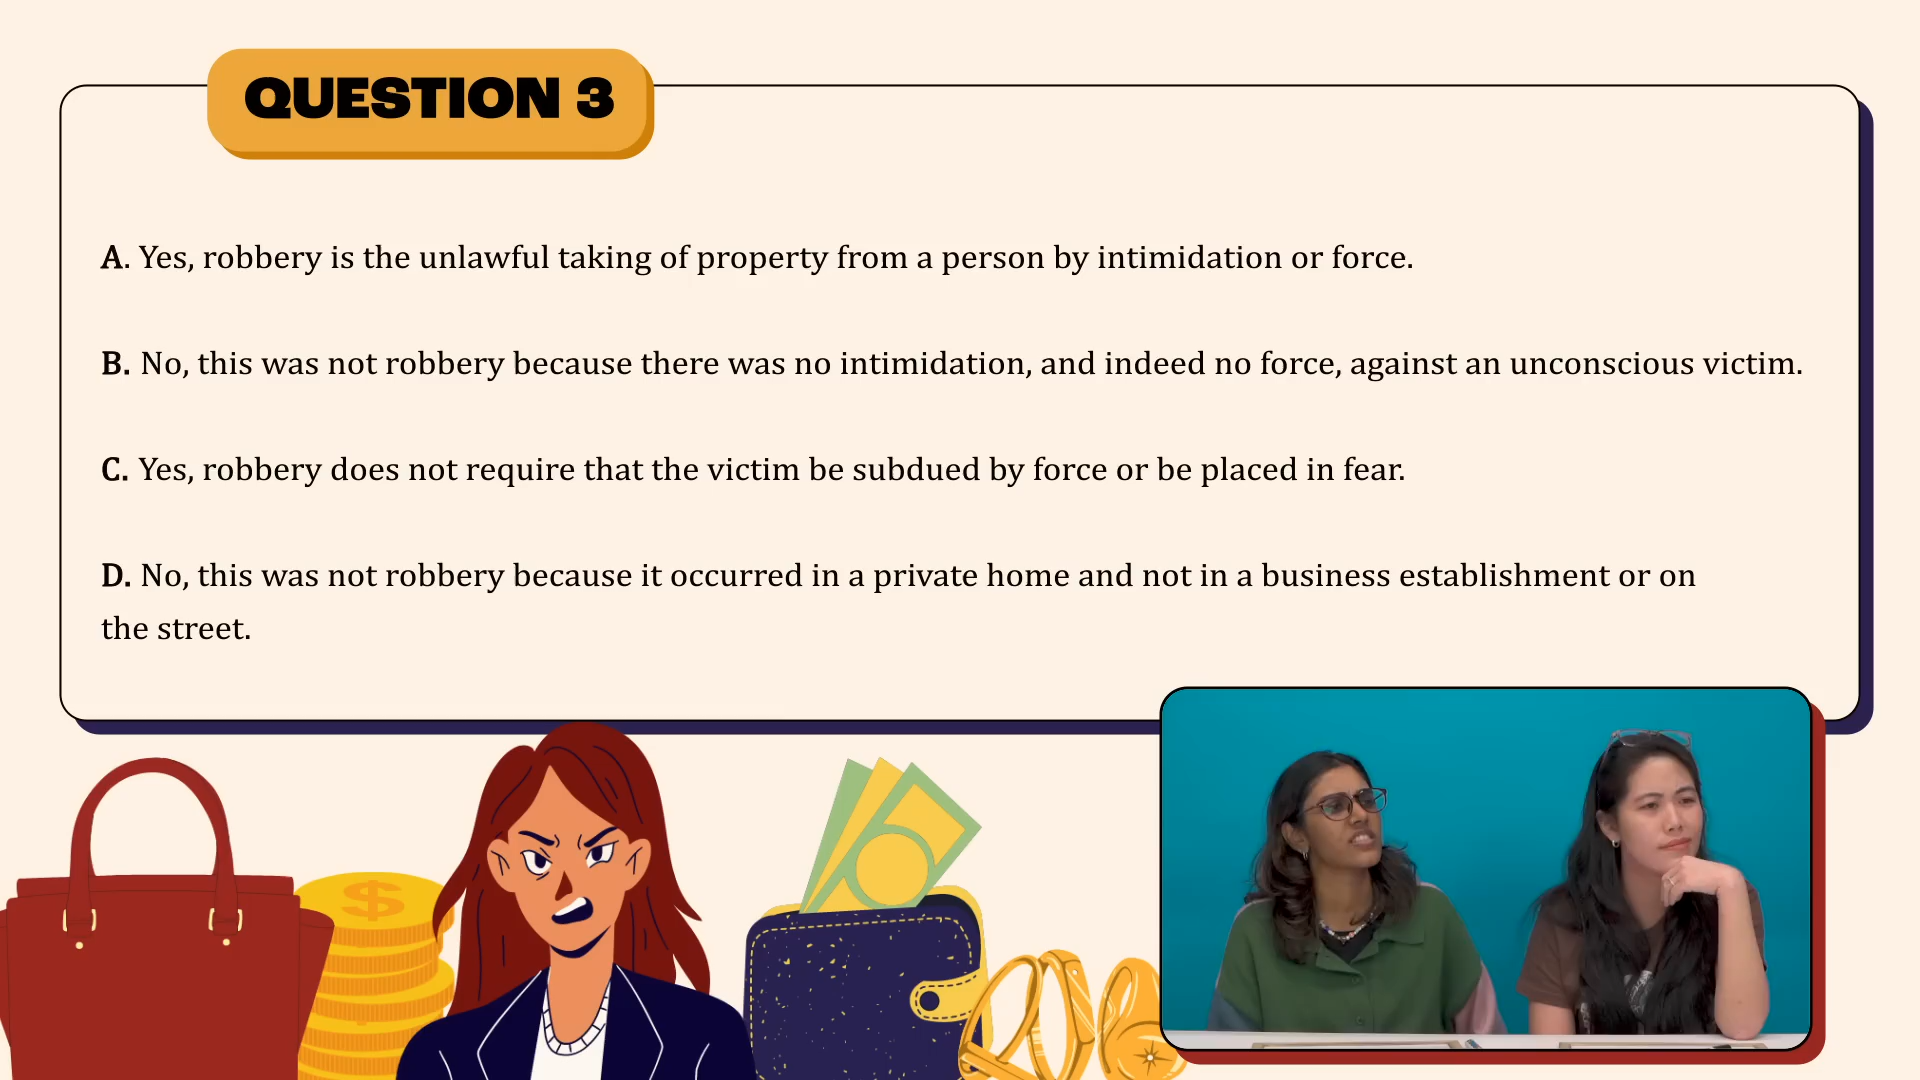 QUESTION 3
A. Yes, robbery is the unlawful taking of property from a person by intimidation or force.
B. No, this was not robbery because there was no intimidation, and indeed no force, against an unconscious victim.
C. Yes, robbery does not require that the victim be subdued by force or be placed in fear.
D. No, this was not robbery because it occurred in a private home and not in a business establishment or on
the street.
$